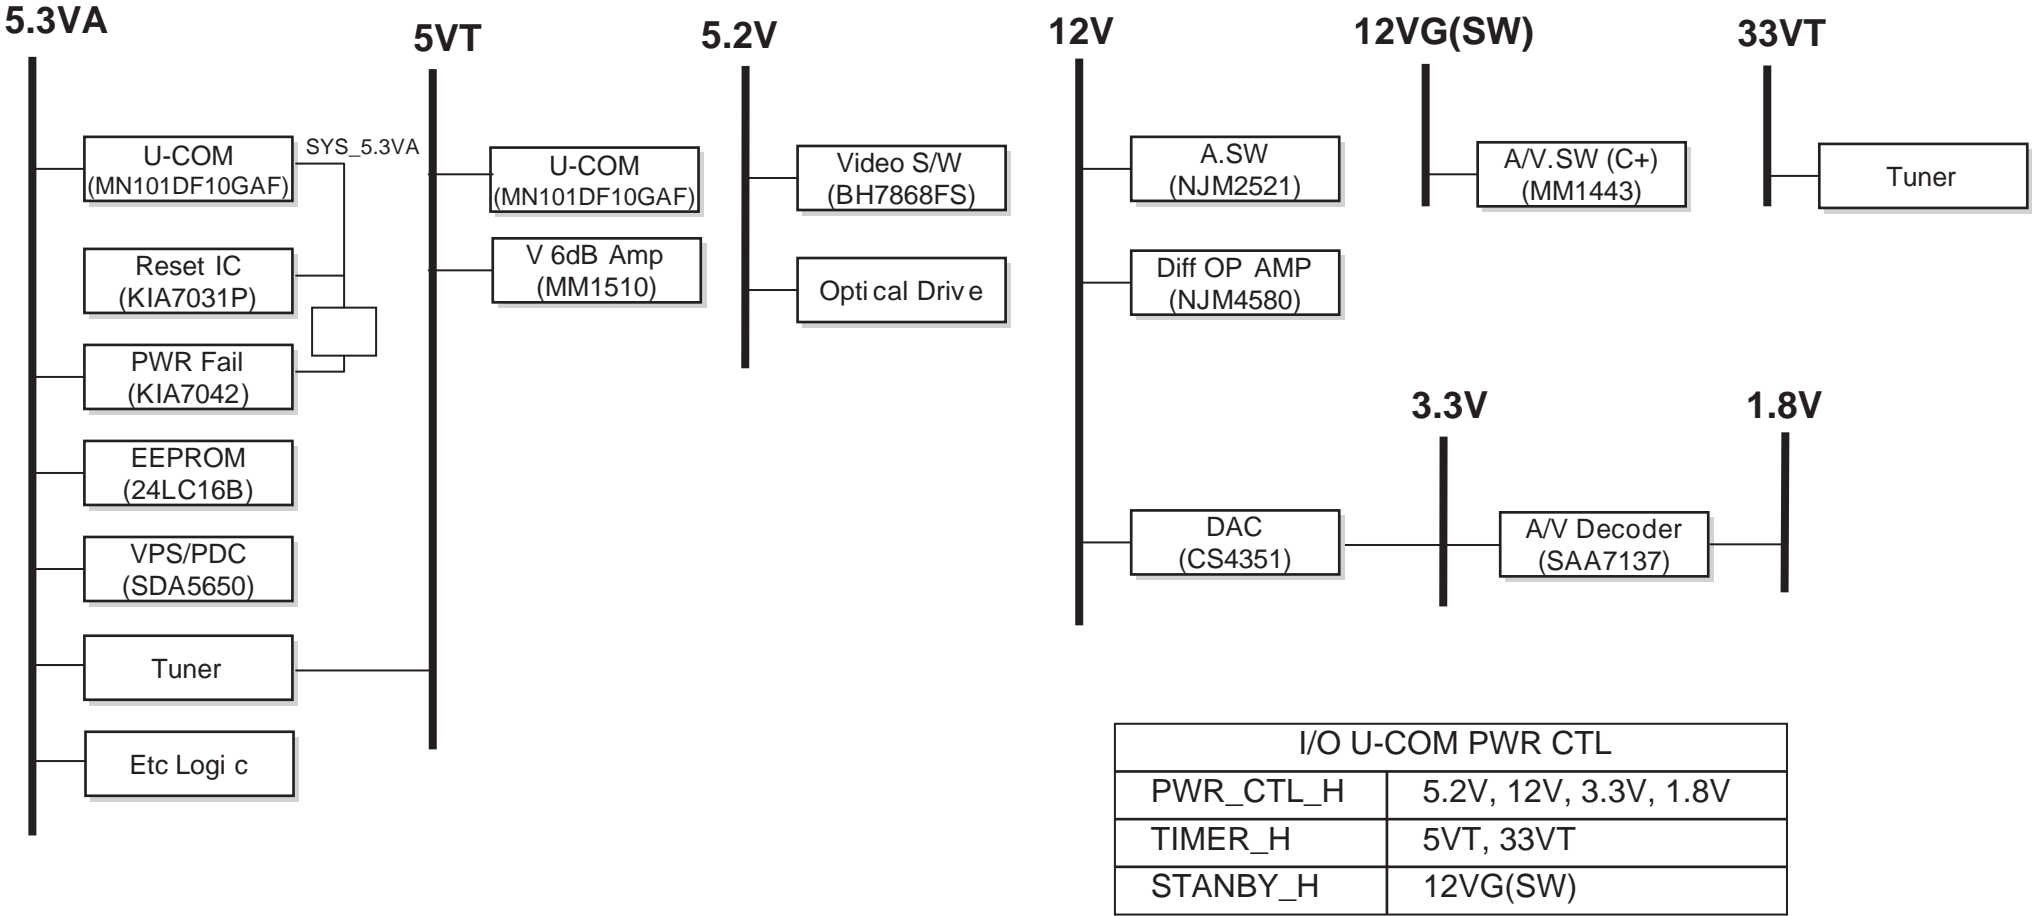 5.3VA
5VT
5.2V
12V
12VG(SW)
33VT
U-COM
(MN101DF10GAF)
SYS_5.3VA
Reset IC
(KIA7031P)
PWR Fail
(KIA7042)
EEPROM
(24LC16B)
VPS/PDC
(SDA5650)
Tuner
Etc Logic
U-COM
(MN101DF10GAF)
V 6dB Amp
(MM1510)
Video S/W
(BH7868FS)
Optical Drive
A.SW
(NJM2521)
Diff OP AMP
(NJM4580)
DAC
(CS4351)
A/V.SW (C+)
(MM1443)
Tuner
3.3V
1.8V
A/V Decoder
(SAA7137)
I/O U-COM PWR CTL
PWR_CTL_H 5.2V, 12V, 3.3V, 1.8V
TIMER_H 5VT, 33VT
STANBY_H 12VG(SW)